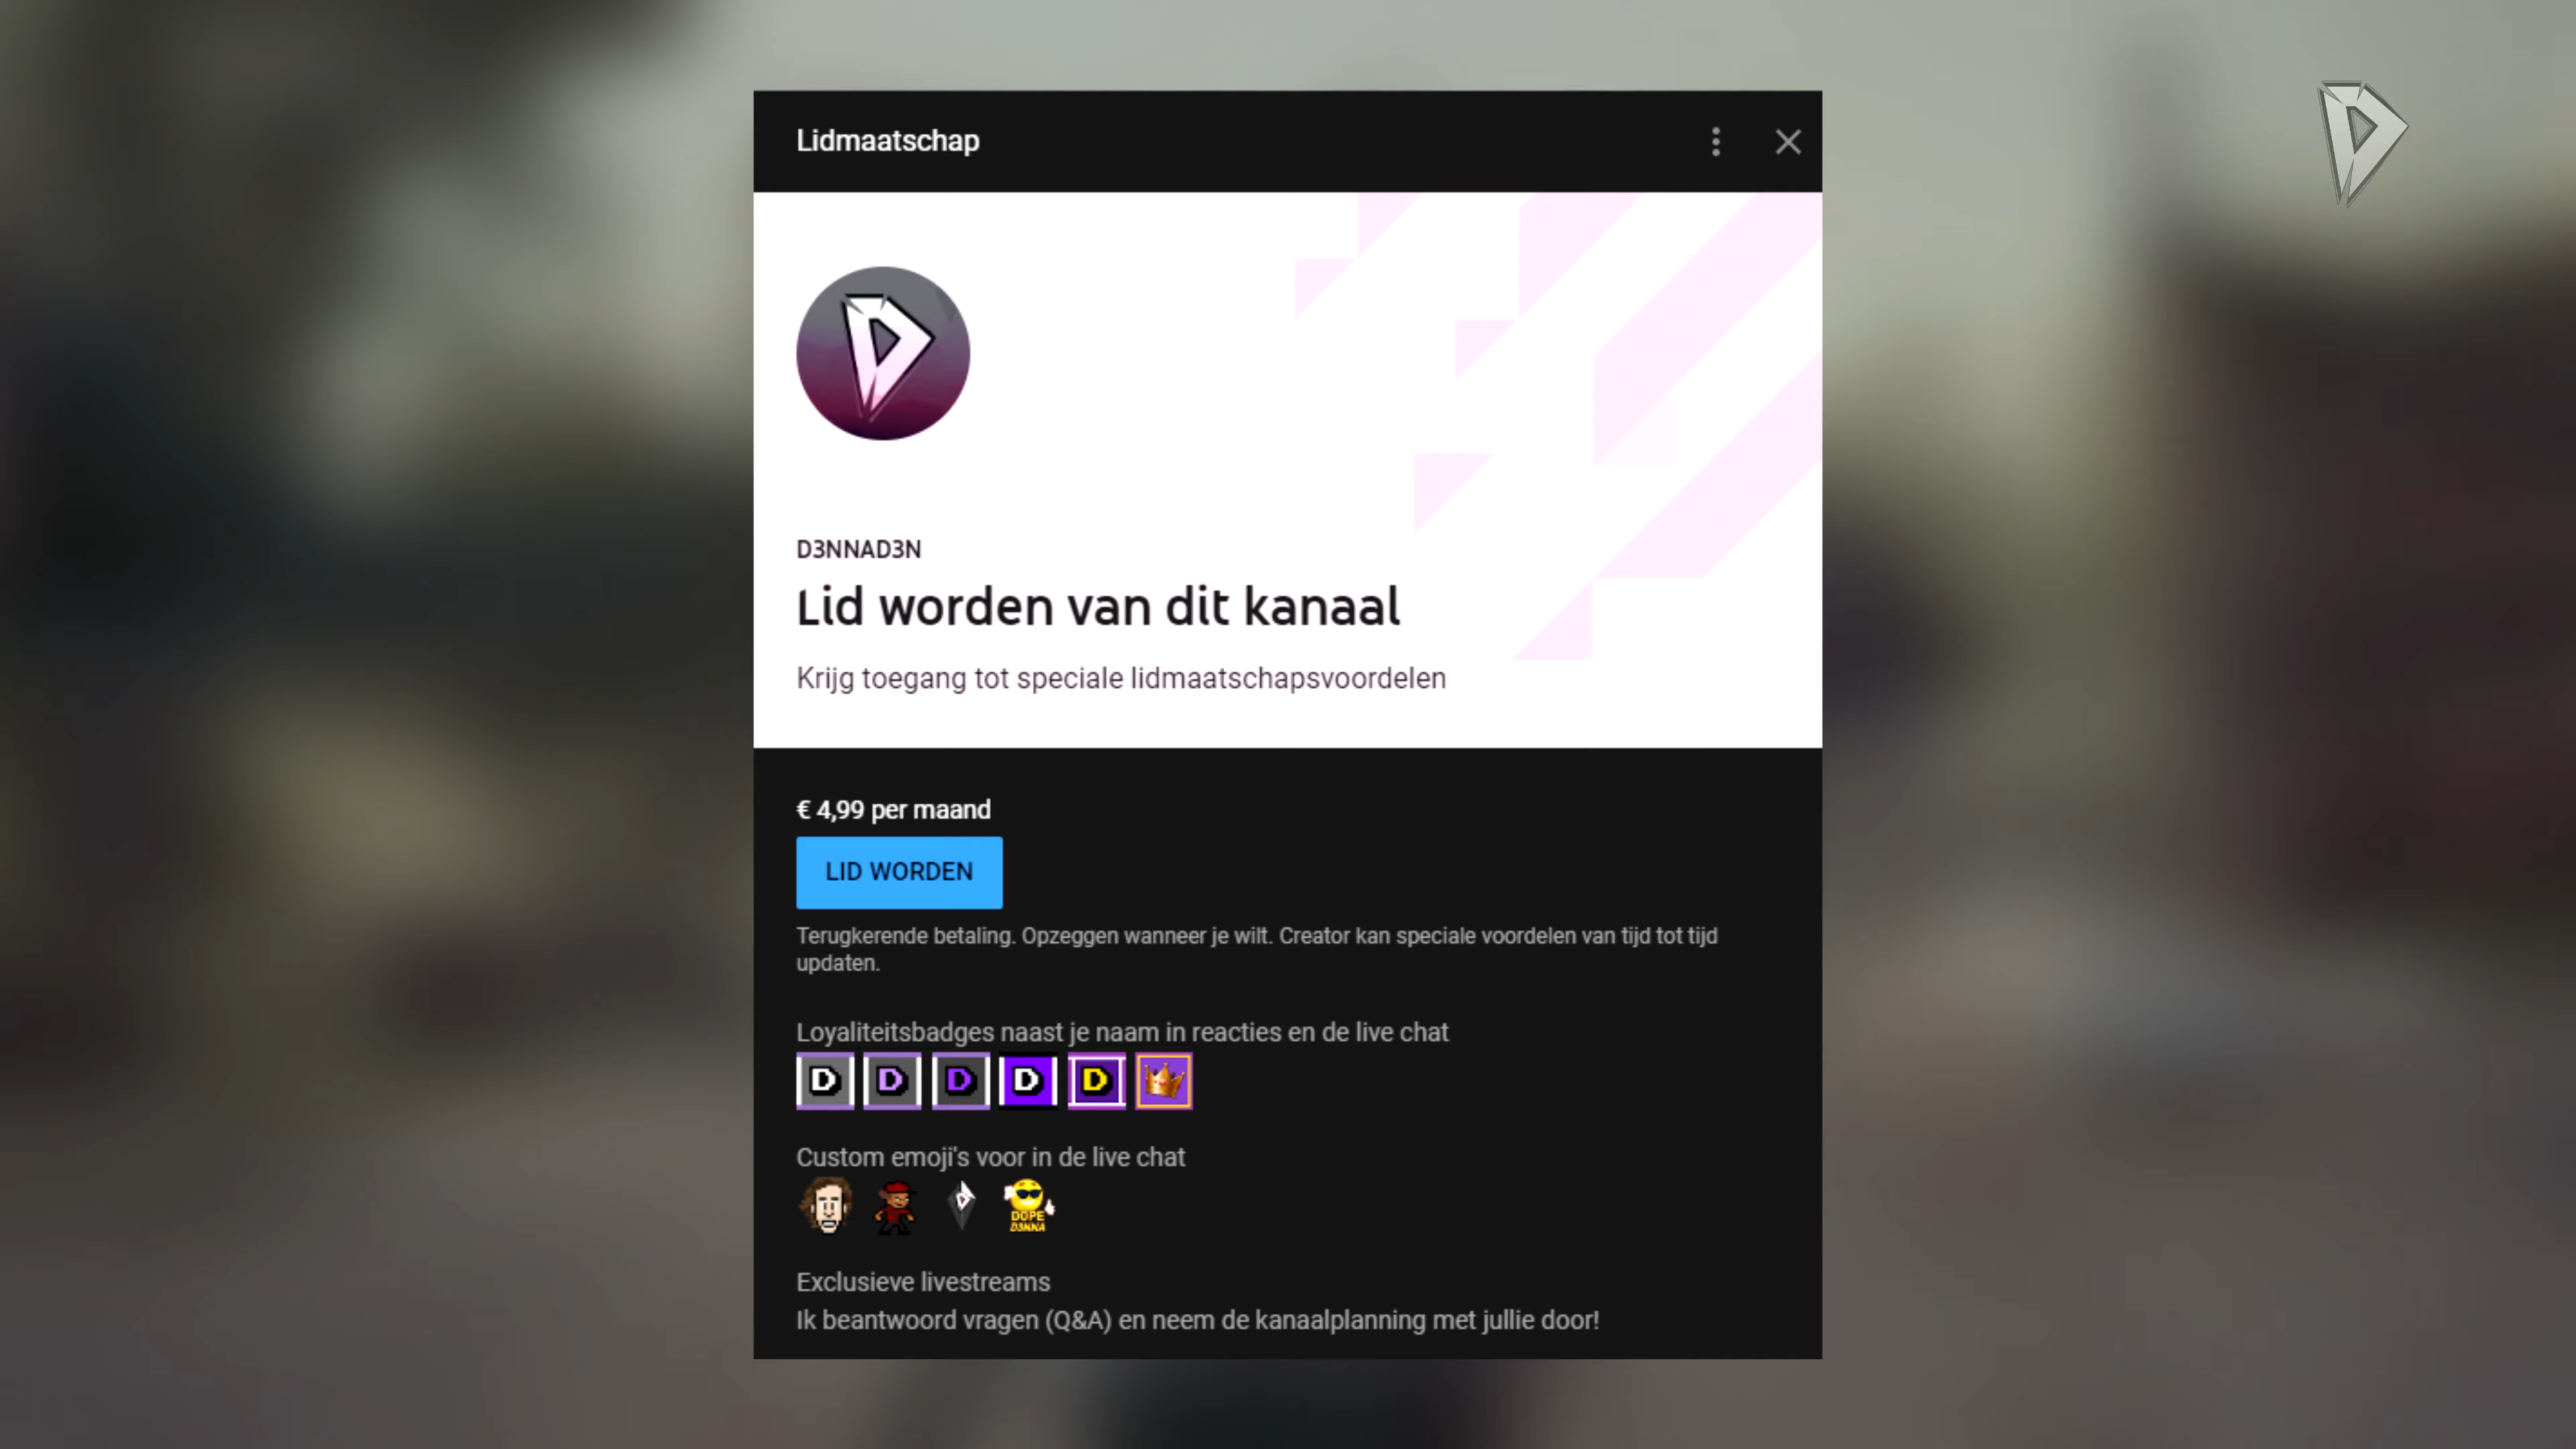 Lidmaatschap
D3NNAD3N
Lid worden van dit kanaal
Krijg toegang tot speciale lidmaatschapsvoordelen
€ 4,99 per maand
LID WORDEN
Terugkerende betaling. Opzeggen wanneer je wilt. Creator kan speciale voordelen van tijd tot tijd
updaten.
Loyaliteitsbadges naast je naam in reacties en de live chat
D D D D D
Custom emoji's voor in de live chat
DOPE
D3NNA
Exclusieve livestreams
Ik beantwoord vragen (Q&A) en neem de kanaalplanning met jullie door!